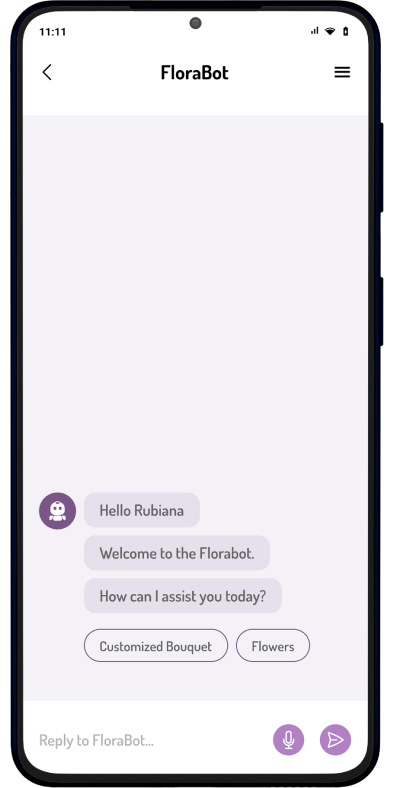 11:11
FloraBot
Hello Rubiana
Welcome to the Florabot.
How can I assist you today?
Customized Bouquet Flowers
Reply to FloraBot...